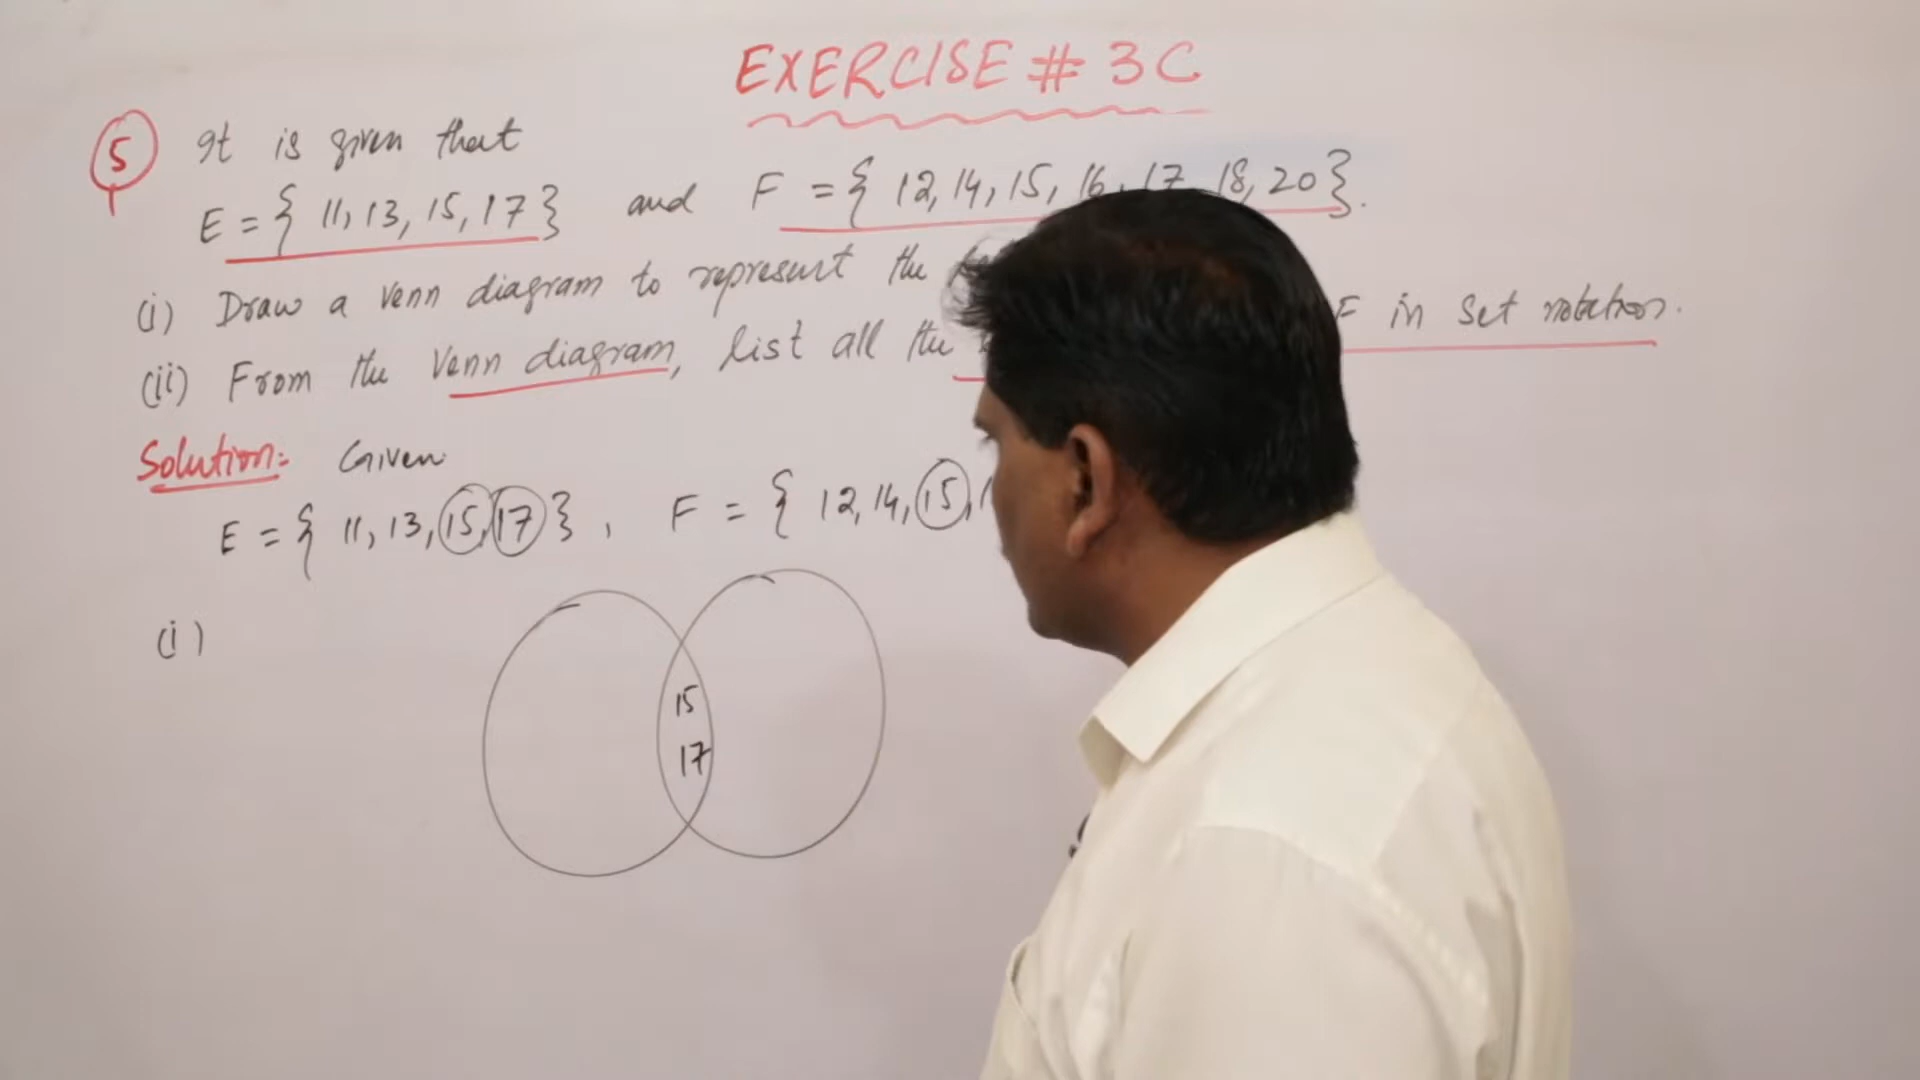 EXERCISE # 3C
5 It is given that
E = { 11, 13, 15, 17 } and F = { 12, 14, 15, 16, 17, 18, 20 }.
(i) Draw a venn diagram to represent the
(ii) From the Venn diagram, list all the F in set notation.
Solution: Given
E = { 11, 13, 15, 17 } , F = { 12, 14, 15,
(i)
15
17